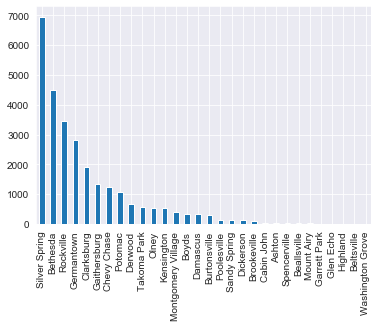 7000
6000
5000
4000
3000
2000
1000
0
Silver Spring
Bethesda
Rockville
Germantown
Clarksburg
Gaithersburg
Chevy Chase
Potomac
Derwood
Takoma Park
Olney
Kensington
Montgomery Village
Boyds
Damascus
Burtonsville
Poolesville
Sandy Spring
Dickerson
Brookeville
Cabin John
Ashton
Spencerville
Beallsville
Mount Airy
Garrett Park
Glen Echo
Highland
Beltsville
Washington Grove